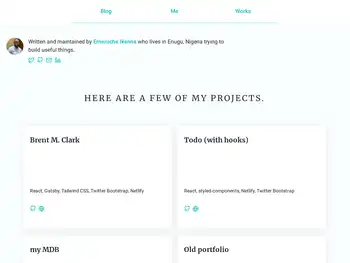 Blog Me Works
Written and maintained by Emenuche Ikenna who lives in Enugu, Nigeria trying to
build useful things.
HERE ARE A FEW OF MY PROJECTS.
Brent M. Clark
Todo (with hooks)
React, Gatsby, Tailwind CSS, Twitter Bootstrap, Netlify
React, styled-components, Netlify, Twitter Bootstrap
my MDB
Old portfolio